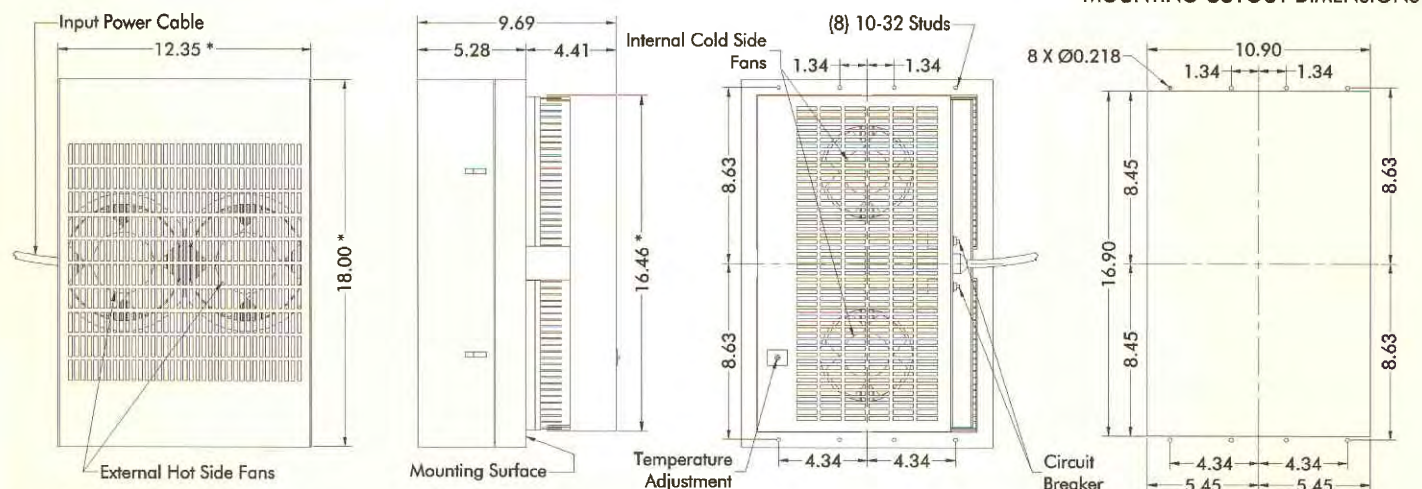 MOUNTING CUTOUT DIMENSIONS
Input Power Cable
12.35 *
18.00 *
External Hot Side Fans
9.69
5.28
4.41
16.46 *
Mounting Surface
Internal Cold Side
Fans
(8) 10-32 Studs
1.34
1.34
8.63
8.63
4.34
4.34
Temperature
Adjustment
Circuit
Breaker
8 X Ø0.218
10.90
1.34
1.34
16.90
8.45
8.45
8.63
8.63
4.34
4.34
5.45
5.45